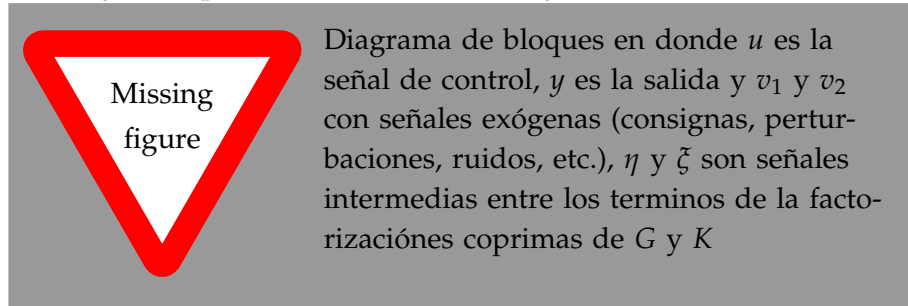 Missing
figure
Diagrama de bloques en donde u es la
señal de control, y es la salida y v₁ y v₂
con señales exógenas (consignas, pertur-
baciones, ruidos, etc.), η y ξ son señales
intermedias entre los terminos de la facto-
rizaciónes coprimas de G y K